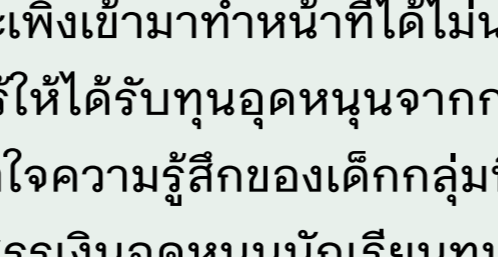 ะเพิ่งเข้ามาทำหน้าที่ได้ไม่น
ร้ให้ได้รับทุนอุดหนุนจากก
ใจความรู้สึกของเด็กกลุ่มนี
รรเงินอุดหนุนนักเรียนทุน